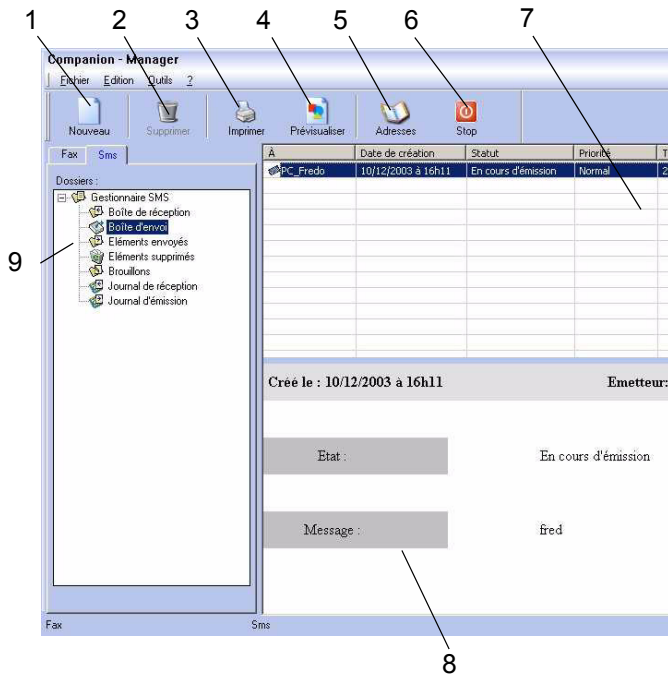 1 2 3 4 5 6 7
Companion - Manager
Fichier Edition Outils ?
Nouveau Supprimer Imprimer Prévisualiser Adresses Stop
Fax Sms
À Date de création Statut Priorité T
PC_Fredo 10/12/2003 à 16h11 En cours d'émission Normal 2
Dossiers :
Gestionnaire SMS
Boîte de réception
Boîte d'envoi
Eléments envoyés
Eléments supprimés
Brouillons
Journal de réception
Journal d'émission
9
Créé le : 10/12/2003 à 16h11 Emetteur:
Etat : En cours d'émission
Message : fred
Fax Sms
8